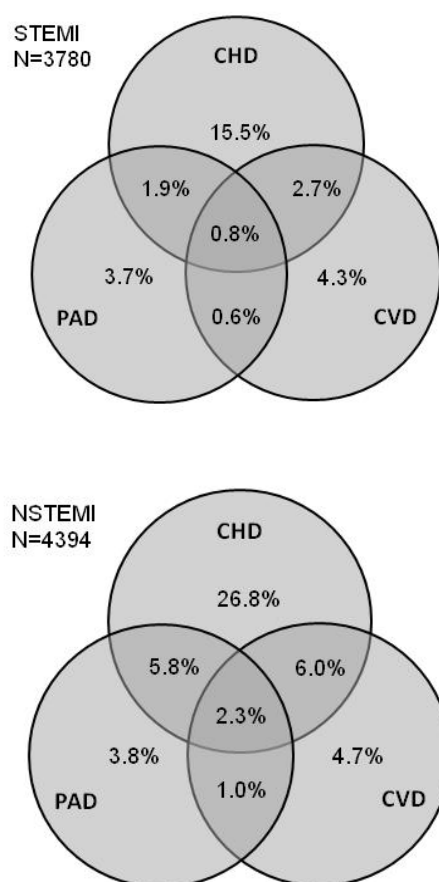 STEMI
N=3780
CHD
15.5%
1.9%
2.7%
0.8%
3.7%
4.3%
PAD
0.6%
CVD
NSTEMI
N=4394
CHD
26.8%
5.8%
6.0%
2.3%
3.8%
4.7%
PAD
1.0%
CVD